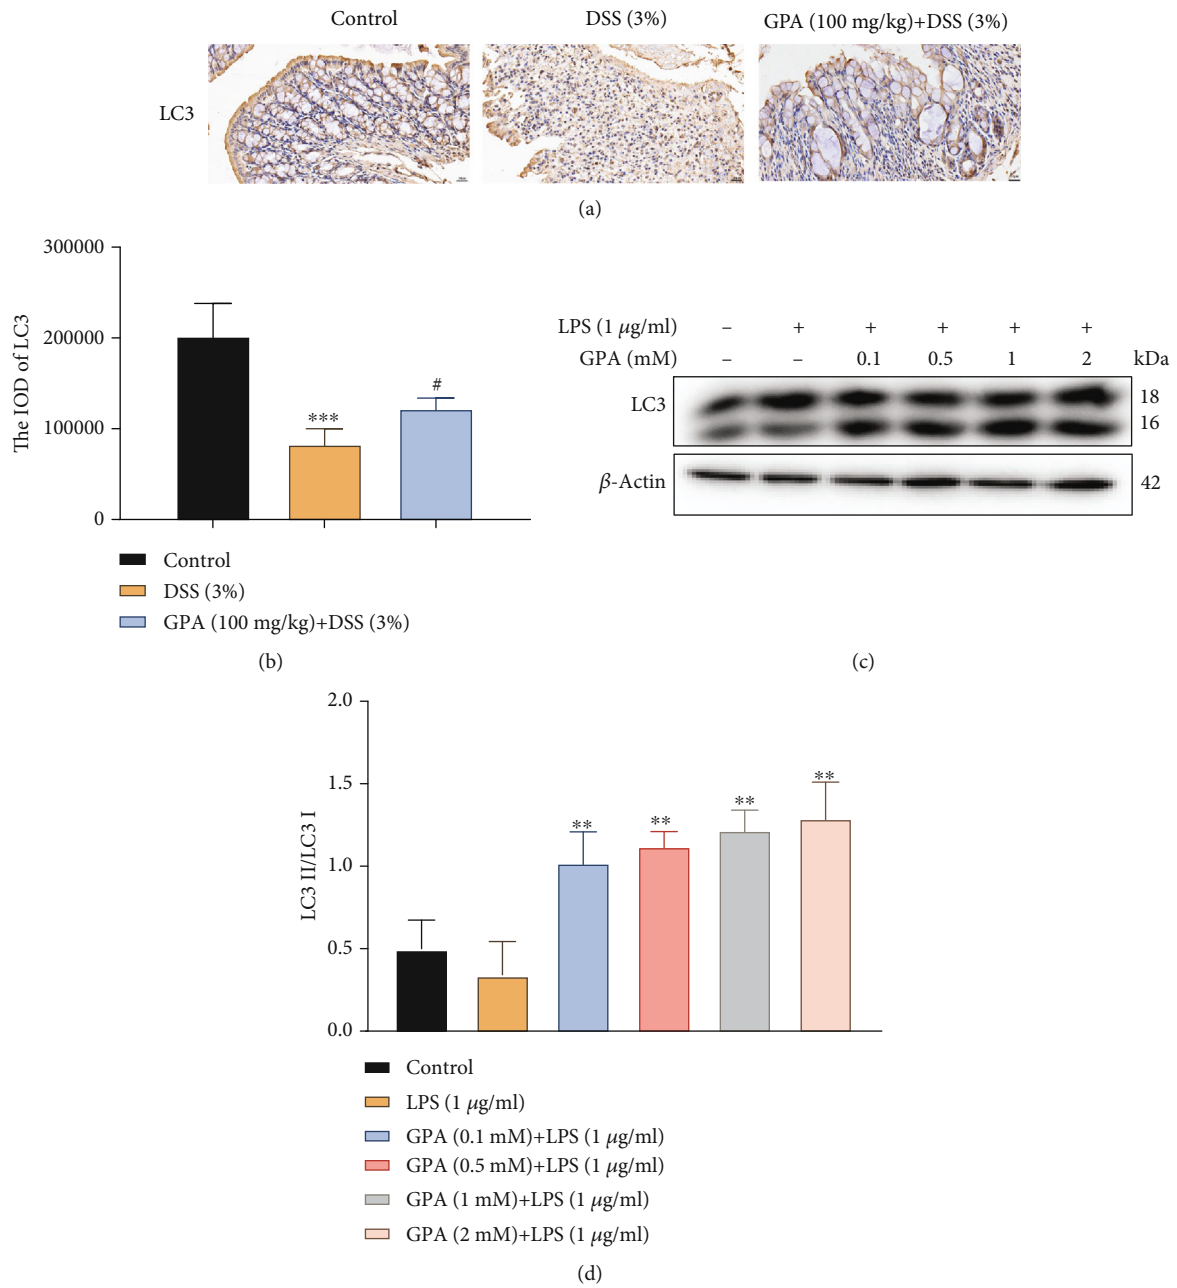 Control DSS (3%) GPA (100 mg/kg)+DSS (3%)
LC3
(a)
300000
200000
100000
0
The IOD of LC3
***
#
Control
DSS (3%)
GPA (100 mg/kg)+DSS (3%)
(b)
LPS (1 μg/ml) – + + + + +
GPA (mM) – – 0.1 0.5 1 2 kDa
LC3 18
16
β-Actin 42
(c)
2.0
1.5
1.0
0.5
0.0
LC3 II/LC3 I
** ** ** **
Control
LPS (1 μg/ml)
GPA (0.1 mM)+LPS (1 μg/ml)
GPA (0.5 mM)+LPS (1 μg/ml)
GPA (1 mM)+LPS (1 μg/ml)
GPA (2 mM)+LPS (1 μg/ml)
(d)